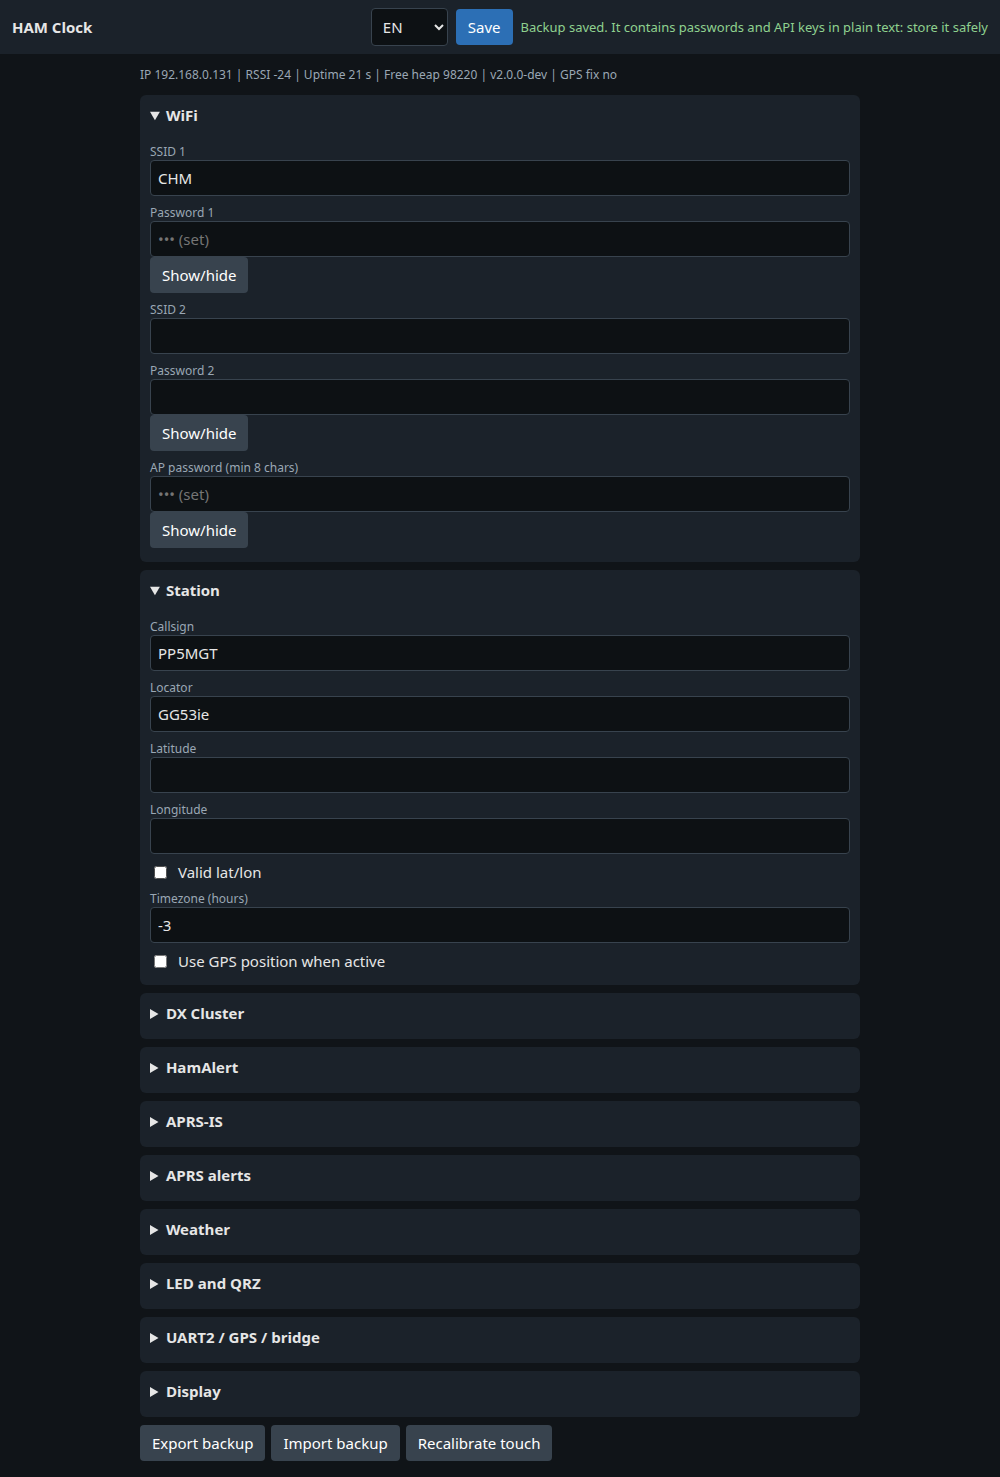 HAM Clock
EN
Save
Backup saved. It contains passwords and API keys in plain text: store it safely
IP 192.168.0.131 | RSSI -24 | Uptime 21 s | Free heap 98220 | v2.0.0-dev | GPS fix no
WiFi
SSID 1
CHM
Password 1
••• (set)
Show/hide
SSID 2
Password 2
Show/hide
AP password (min 8 chars)
••• (set)
Show/hide
Station
Callsign
PP5MGT
Locator
GG53ie
Latitude
Longitude
Valid lat/lon
Timezone (hours)
-3
Use GPS position when active
DX Cluster
HamAlert
APRS-IS
APRS alerts
Weather
LED and QRZ
UART2 / GPS / bridge
Display
Export backup
Import backup
Recalibrate touch